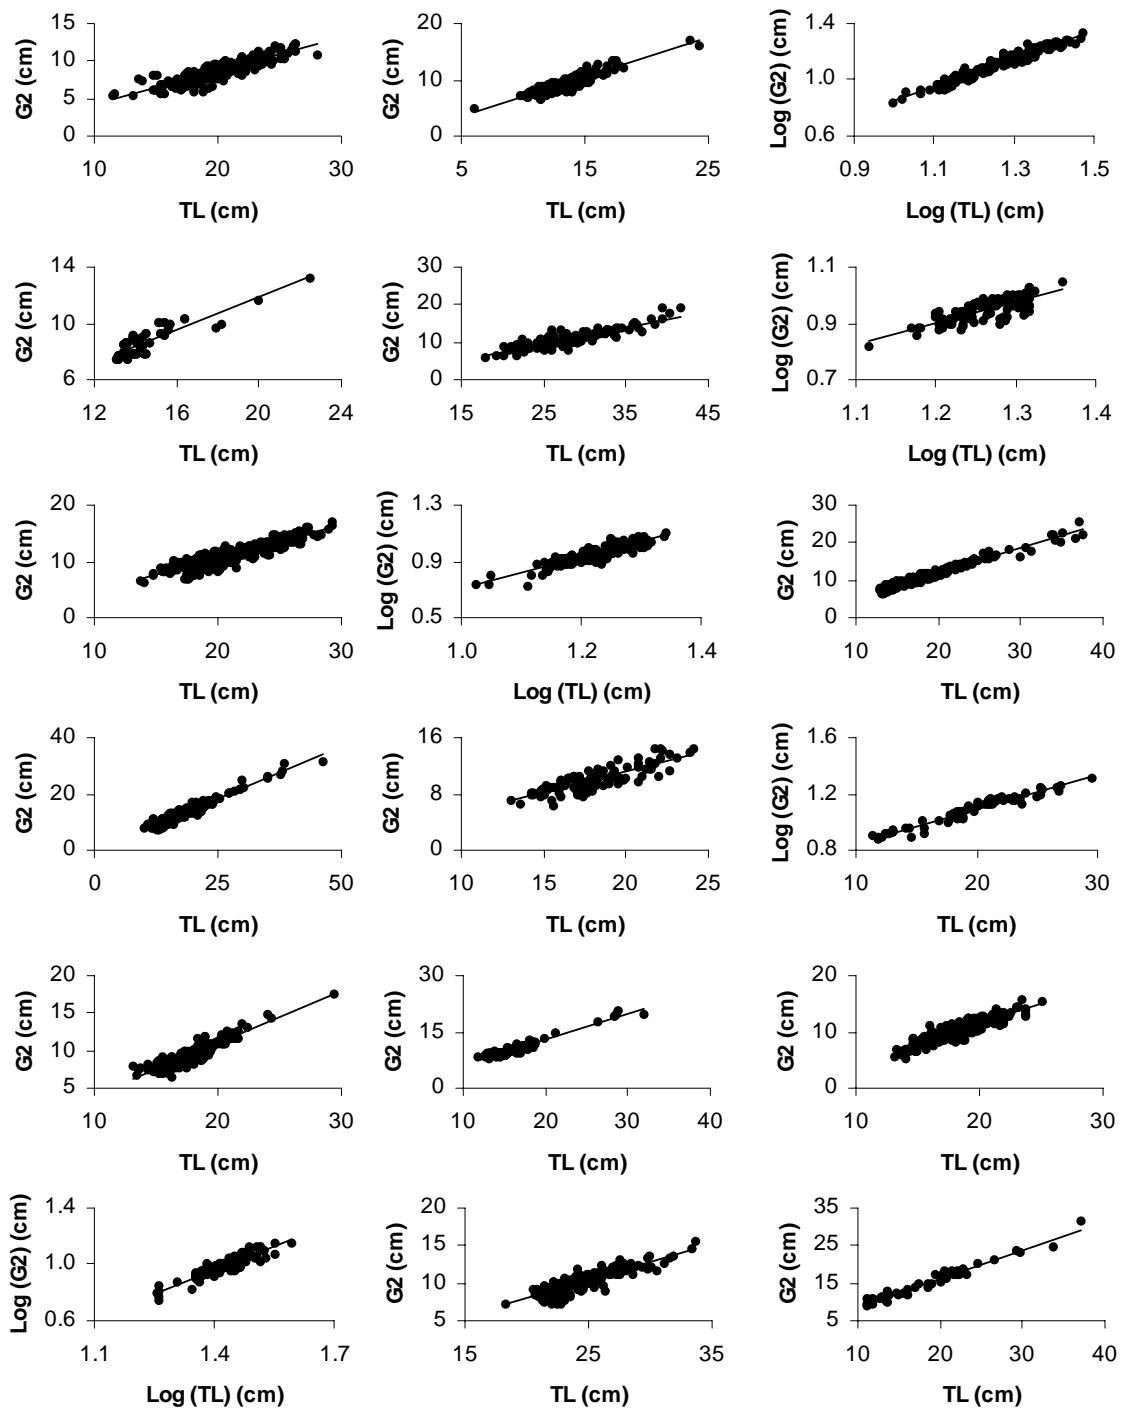 G2 (cm)
15
10
5
0
10 20 30
TL (cm)
G2 (cm)
20
10
0
5 15 25
TL (cm)
Log (G2) (cm)
1.4
1.0
0.6
0.9 1.1 1.3 1.5
Log (TL) (cm)
G2 (cm)
14
10
6
12 16 20 24
TL (cm)
G2 (cm)
30
20
10
0
15 25 35 45
TL (cm)
Log (G2) (cm)
1.1
0.9
0.7
1.1 1.2 1.3 1.4
Log (TL) (cm)
G2 (cm)
20
10
0
10 20 30
TL (cm)
Log (G2) (cm)
1.3
0.9
0.5
1.0 1.2 1.4
Log (TL) (cm)
G2 (cm)
30
20
10
0
10 20 30 40
TL (cm)
G2 (cm)
40
20
0
0 25 50
TL (cm)
G2 (cm)
16
8
0
10 15 20 25
TL (cm)
Log (G2) (cm)
1.6
1.2
0.8
10 20 30
TL (cm)
G2 (cm)
20
15
10
5
10 20 30
TL (cm)
G2 (cm)
30
15
0
10 20 30 40
TL (cm)
G2 (cm)
20
10
0
10 20 30
TL (cm)
Log (G2) (cm)
1.4
1.0
0.6
1.1 1.4 1.7
Log (TL) (cm)
G2 (cm)
20
15
10
5
15 25 35
TL (cm)
G2 (cm)
35
25
15
5
10 20 30 40
TL (cm)